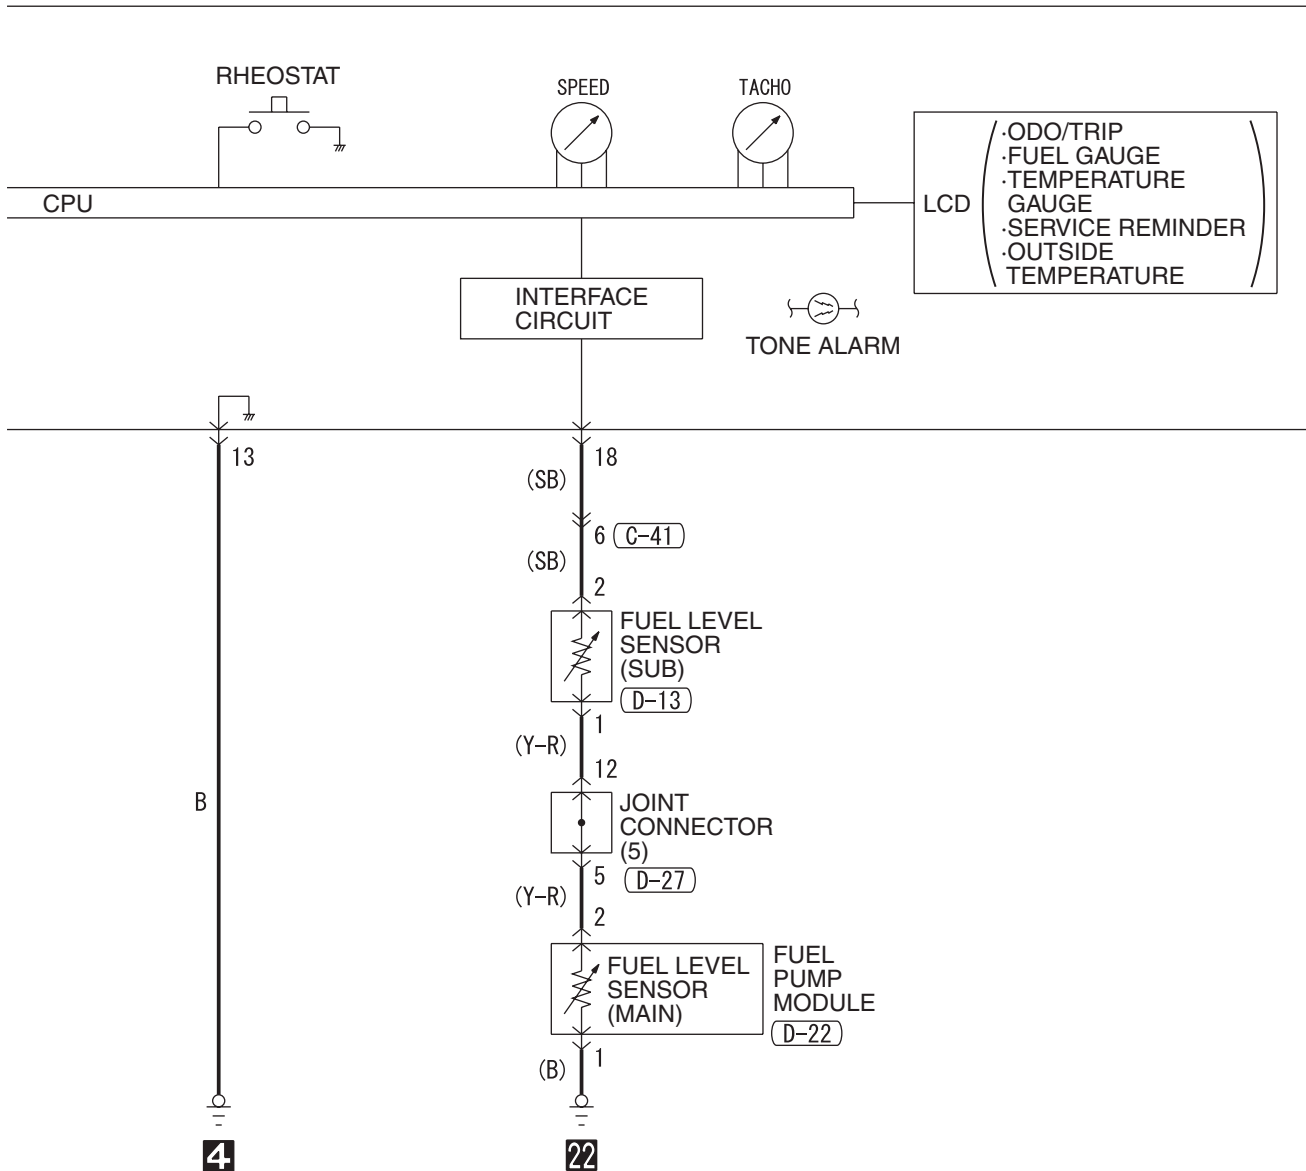 RHEOSTAT
SPEED
TACHO
CPU
LCD
·ODO/TRIP
·FUEL GAUGE
·TEMPERATURE
GAUGE
·SERVICE REMINDER
·OUTSIDE
TEMPERATURE
INTERFACE
CIRCUIT
TONE ALARM
13
18
(SB)
6 C-41
(SB)
2
FUEL LEVEL
SENSOR
(SUB)
D-13
1
(Y-R)
12
B
JOINT
CONNECTOR
(5)
5 D-27
(Y-R)
2
FUEL LEVEL
SENSOR
(MAIN)
FUEL
PUMP
MODULE
D-22
1
(B)
4
22